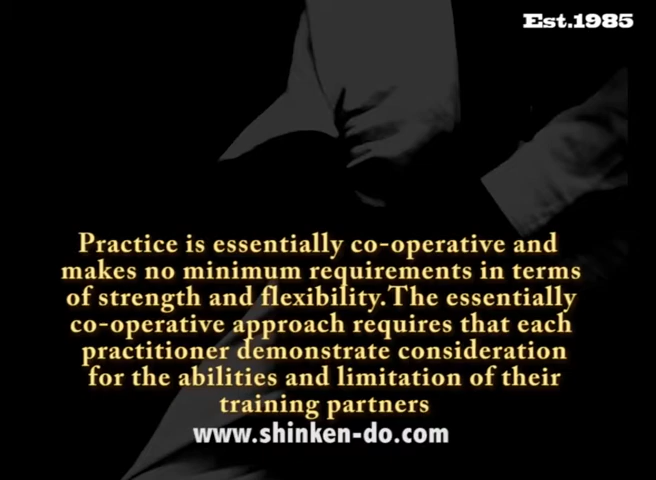 Est.1985
Practice is essentially co-operative and
makes no minimum requirements in terms
of strength and flexibility.The essentially
co-operative approach requires that each
practitioner demonstrate consideration
for the abilities and limitation of their
training partners
www.shinken-do.com